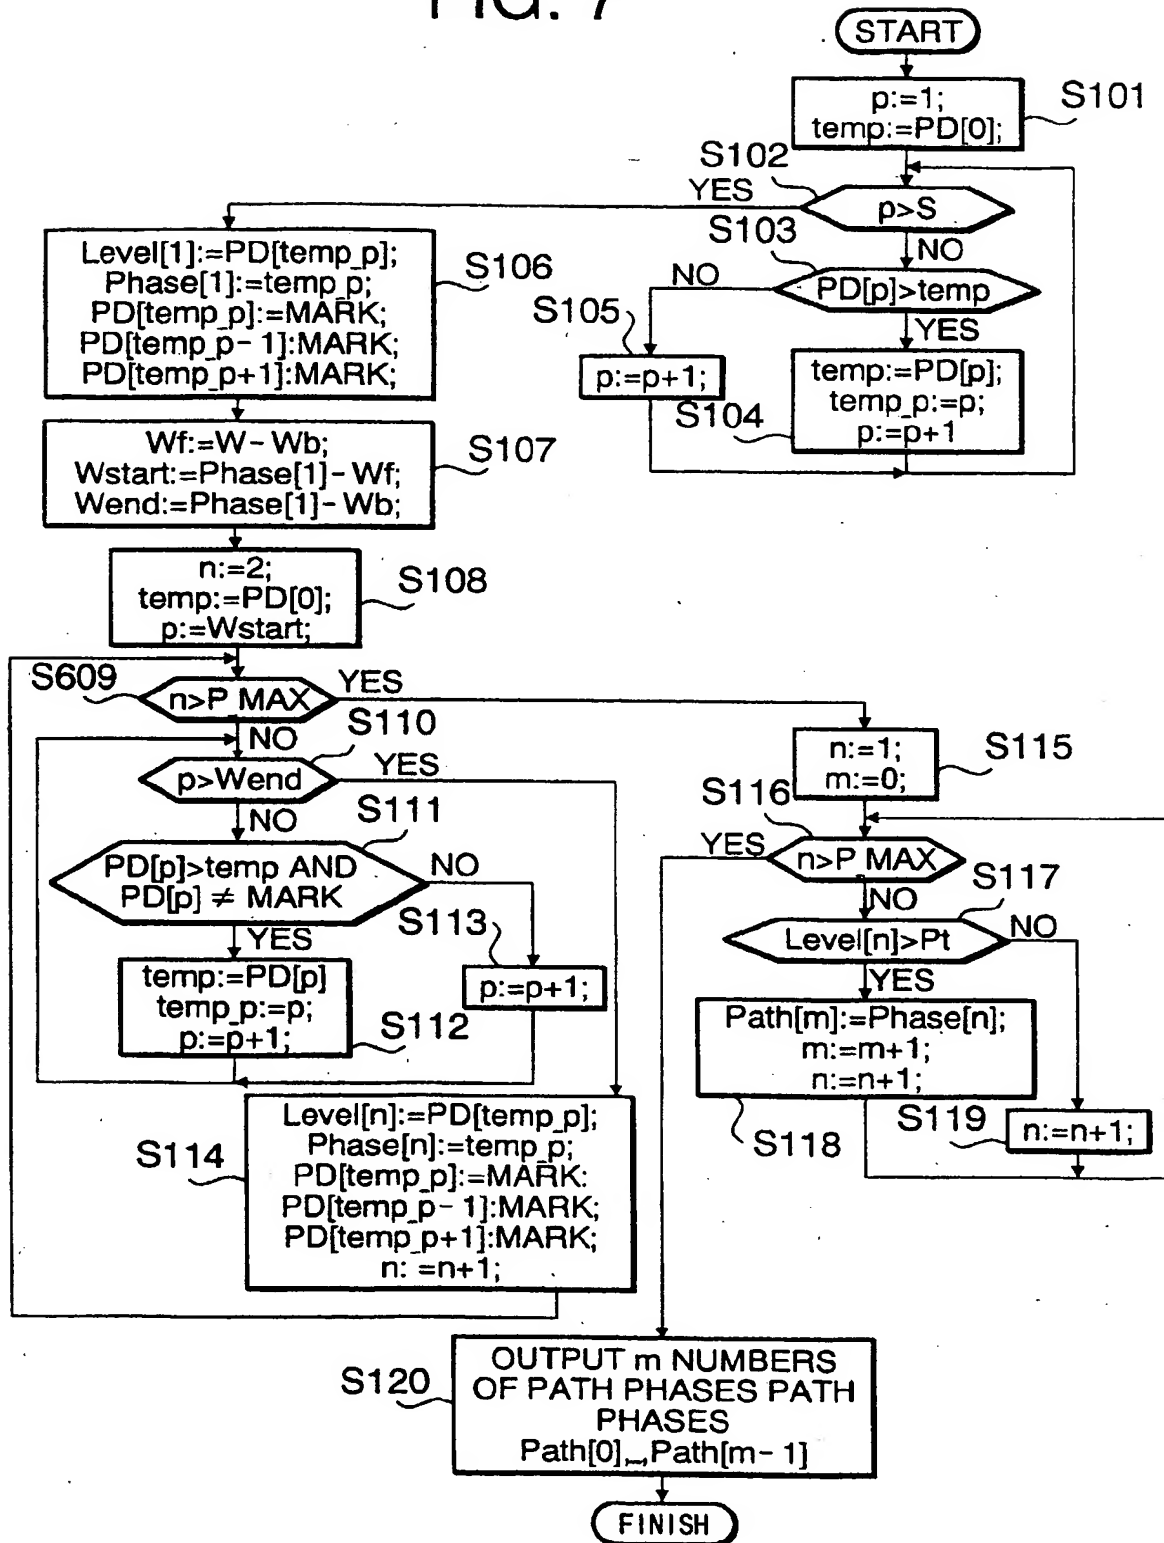 FIG. 7
START
p:=1;
temp:=PD[0];
S101
S102
YES
p>S
NO
S103
NO
PD[p]>temp
YES
S105
p:=p+1;
temp:=PD[p];
temp_p:=p;
p:=p+1
S104
Level[1]:=PD[temp_p];
Phase[1]:=temp_p;
PD[temp_p]:=MARK;
PD[temp_p-1]:MARK;
PD[temp_p+1]:MARK;
S106
Wf:=W-Wb;
Wstart:=Phase[1]-Wf;
Wend:=Phase[1]-Wb;
S107
n:=2;
temp:=PD[0];
p:=Wstart;
S108
S609
n>P MAX
YES
NO
S110
p>Wend
YES
NO
S111
PD[p]>temp AND
PD[p] ≠ MARK
NO
YES
S113
p:=p+1;
temp:=PD[p]
temp_p:=p;
p:=p+1;
S112
Level[n]:=PD[temp_p];
Phase[n]:=temp_p;
PD[temp_p]:=MARK:
PD[temp_p-1]:MARK;
PD[temp_p+1]:MARK;
n: =n+1;
S114
n:=1;
m:=0;
S115
S116
YES
n>P MAX
NO
S117
Level[n]>Pt
NO
YES
Path[m]:=Phase[n];
m:=m+1;
n:=n+1;
S118
S119
n:=n+1;
S120
OUTPUT m NUMBERS
OF PATH PHASES PATH
PHASES
Path[0],...,Path[m-1]
FINISH